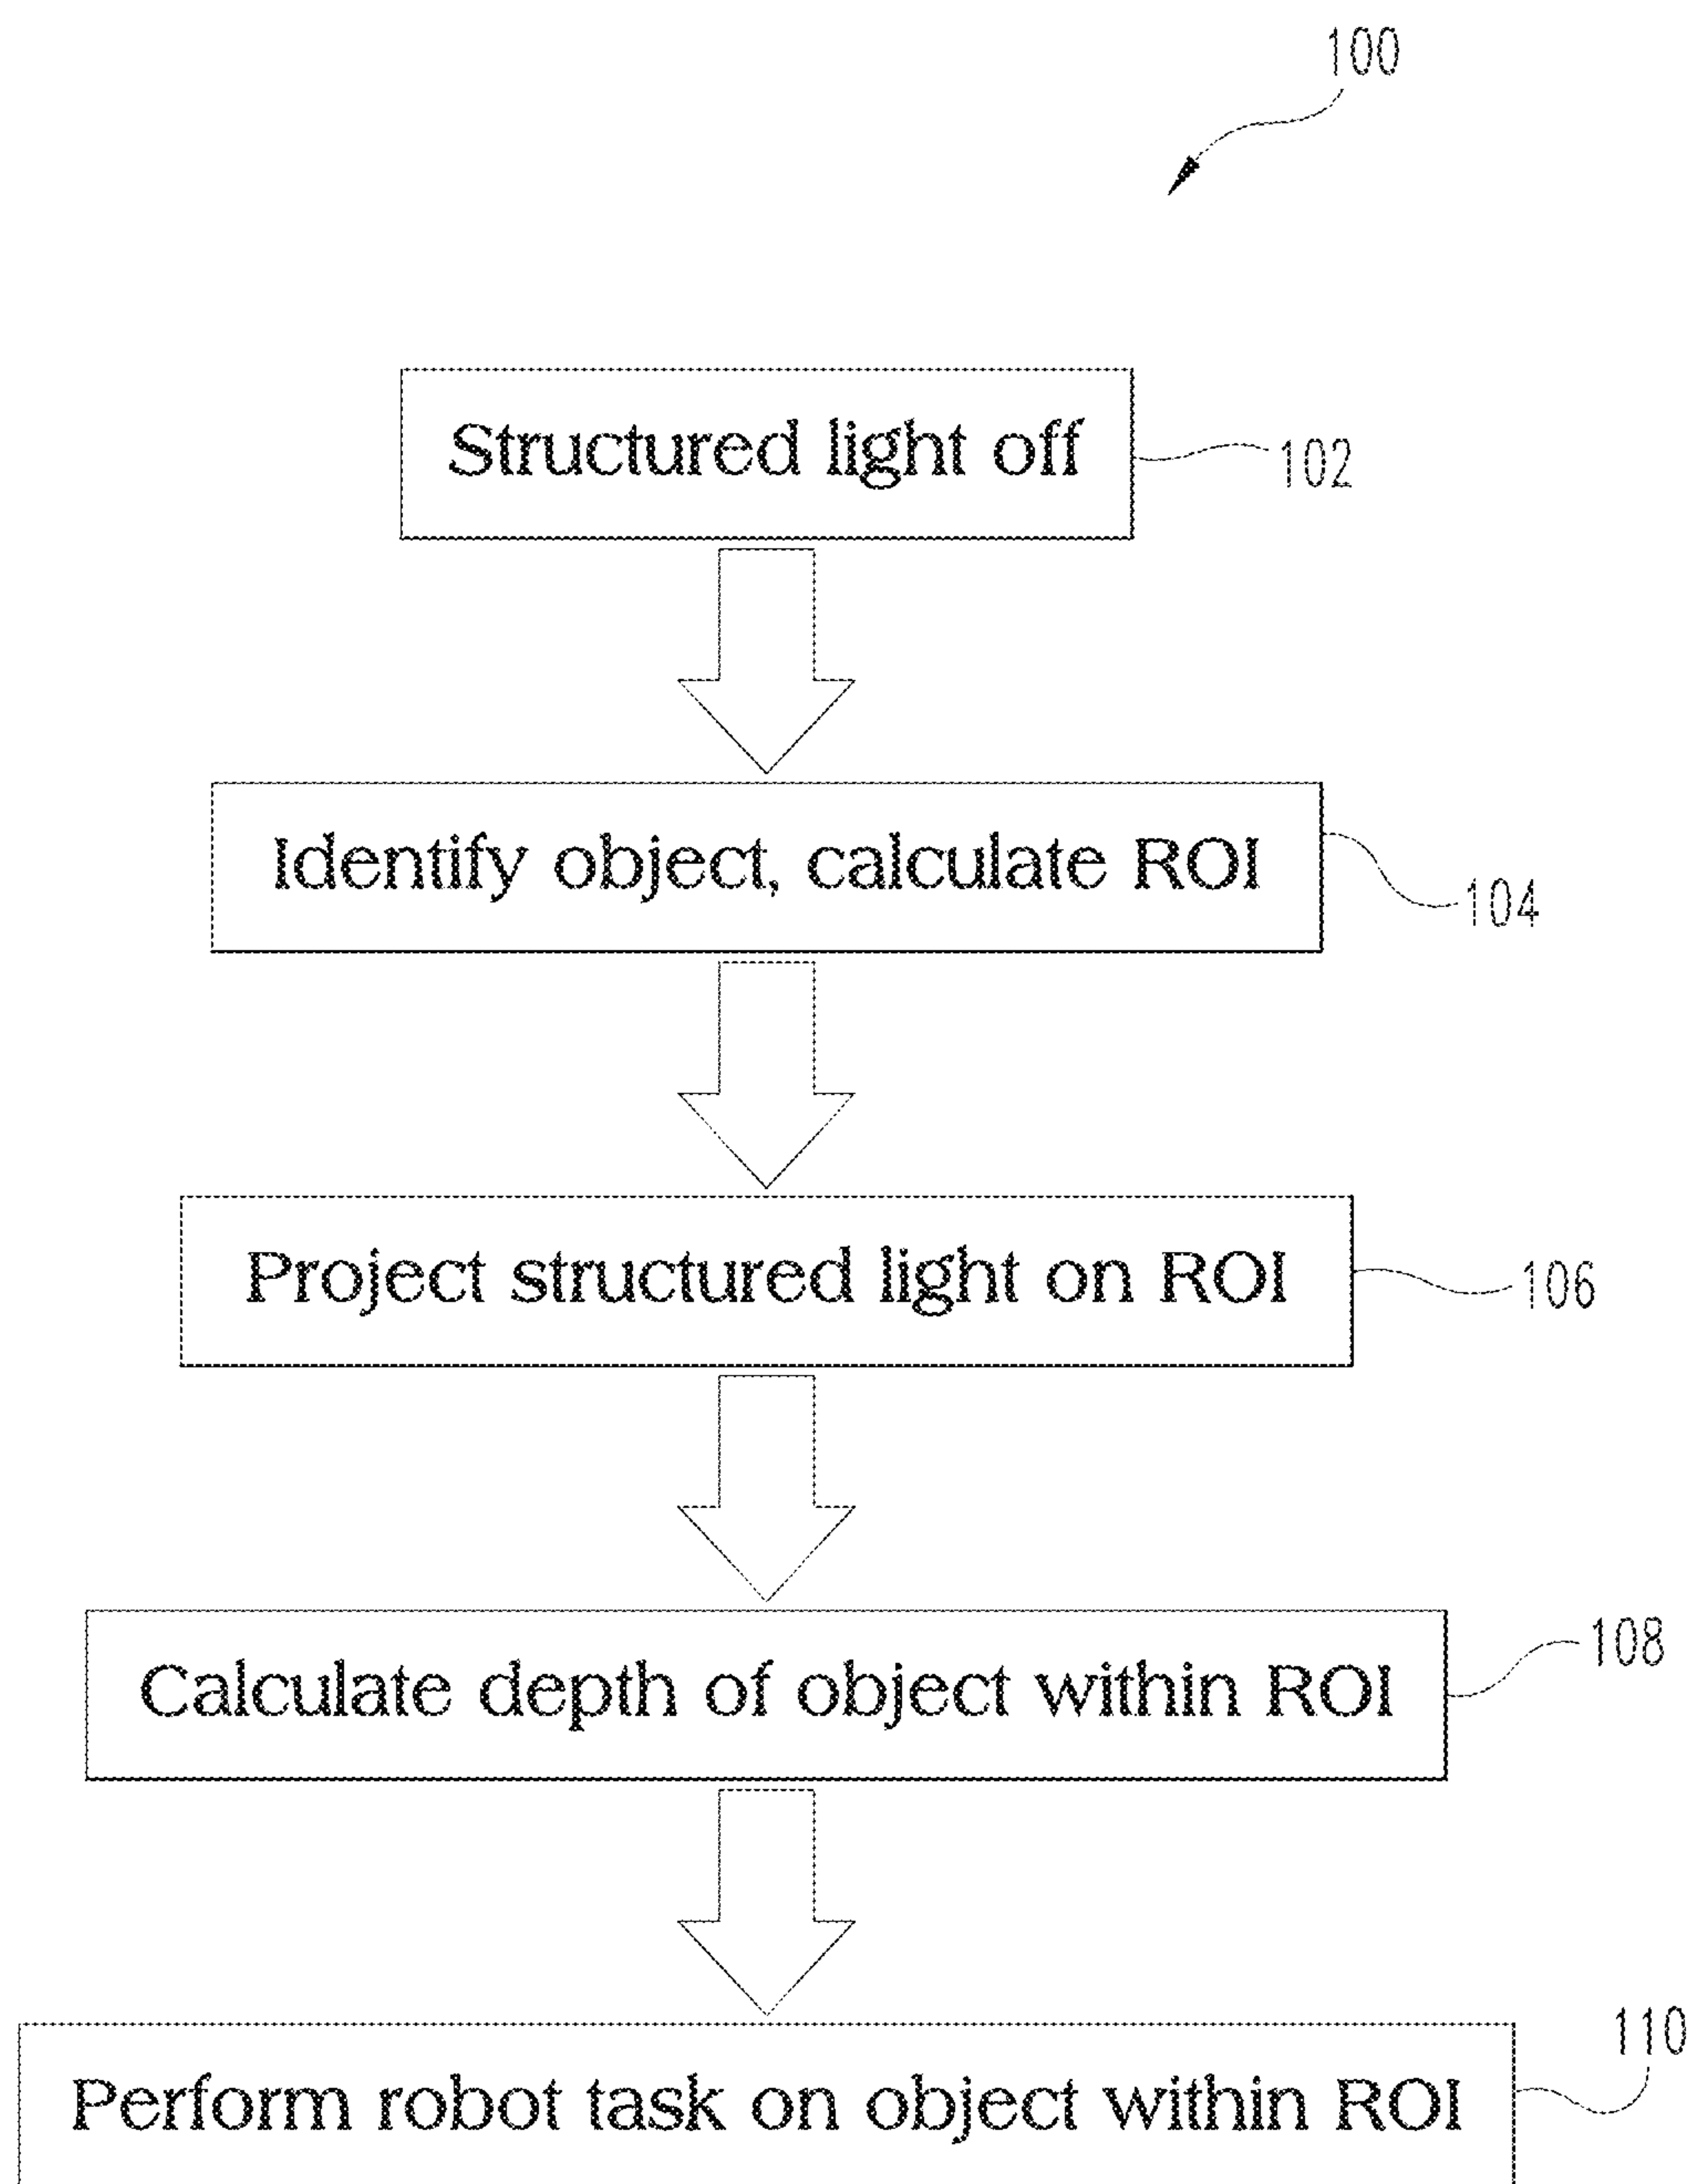 100
Structured light off
102
Identify object, calculate ROI
104
Project structured light on ROI
106
Calculate depth of object within ROI
108
Perform robot task on object within ROI
110